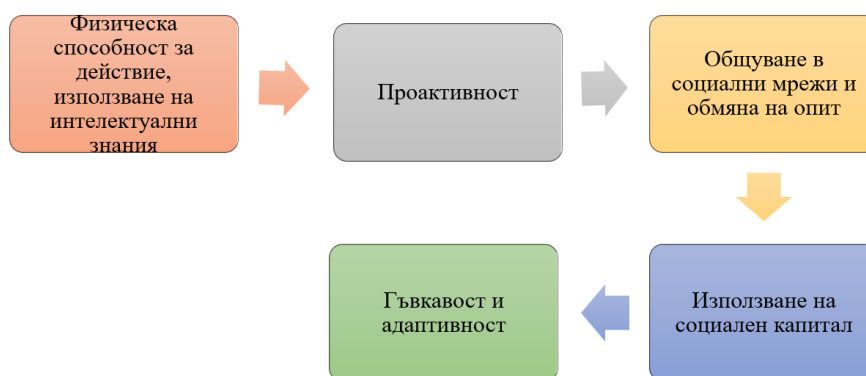 Физическа
способност за
действие,
използване на
интелектуални
знания
Проактивност
Общуване в
социални мрежи и
обмяна на опит
Използване на
социален капитал
Гъвкавост и
адаптивност